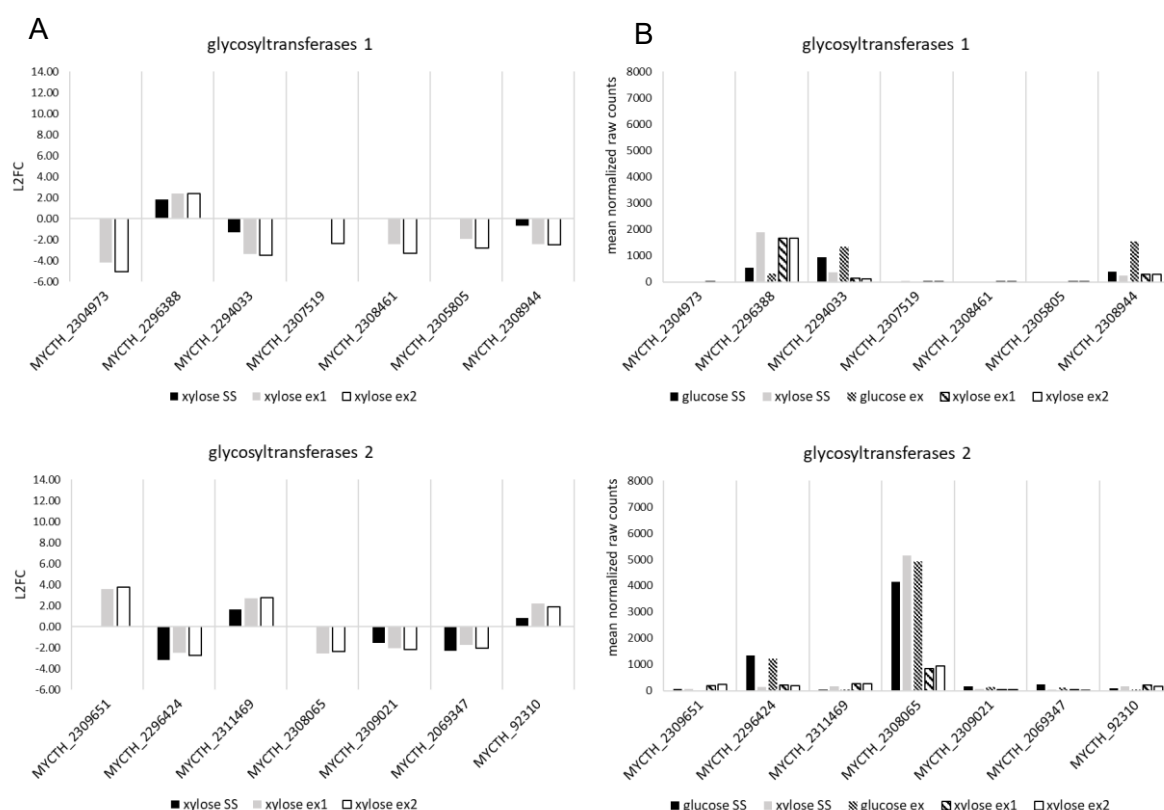 A
glycosyltransferases 1
14.00
12.00
10.00
8.00
6.00
4.00
2.00
0.00
-2.00
-4.00
-6.00
L2FC
MYCTH_2304973
MYCTH_2296388
MYCTH_2294033
MYCTH_2307519
MYCTH_2308461
MYCTH_2305805
MYCTH_2308944
xylose SS xylose ex1 xylose ex2
B
glycosyltransferases 1
8000
7000
6000
5000
4000
3000
2000
1000
0
mean normalized raw counts
MYCTH_2304973
MYCTH_2296388
MYCTH_2294033
MYCTH_2307519
MYCTH_2308461
MYCTH_2305805
MYCTH_2308944
glucose SS xylose SS glucose ex xylose ex1 xylose ex2
glycosyltransferases 2
14.00
12.00
10.00
8.00
6.00
4.00
2.00
0.00
-2.00
-4.00
-6.00
L2FC
MYCTH_2309651
MYCTH_2296424
MYCTH_2311469
MYCTH_2308065
MYCTH_2309021
MYCTH_2069347
MYCTH_92310
xylose SS xylose ex1 xylose ex2
glycosyltransferases 2
8000
7000
6000
5000
4000
3000
2000
1000
0
mean normalized raw counts
MYCTH_2309651
MYCTH_2296424
MYCTH_2311469
MYCTH_2308065
MYCTH_2309021
MYCTH_2069347
MYCTH_92310
glucose SS xylose SS glucose ex xylose ex1 xylose ex2